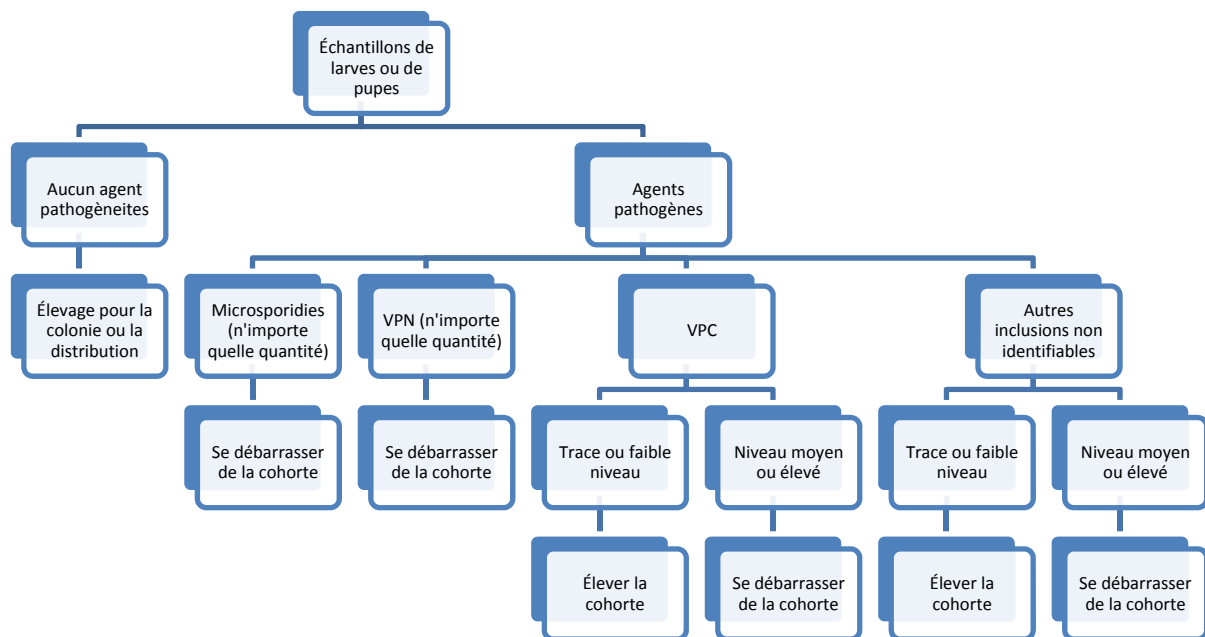 Échantillons de
larves ou de
pupes
Aucun agent
pathogèneites
Agents
pathogènes
Élevage pour la
colonie ou la
distribution
Microsporidies
(n'importe
quelle quantité)
VPN (n'importe
quelle quantité)
VPC
Autres
inclusions non
identifiables
Se débarrasser
de la cohorte
Se débarrasser
de la cohorte
Trace ou faible
niveau
Niveau moyen
ou élevé
Trace ou faible
niveau
Niveau moyen
ou élevé
Élever la
cohorte
Se débarrasser
de la cohorte
Élever la
cohorte
Se débarrasser
de la cohorte